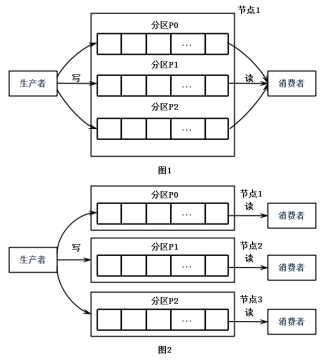 节点1
分区P0
...
分区P1
生产者
写
...
读
消费者
分区P2
...
图1
分区P0
节点1
读
...
消费者
写
分区P1
节点2
读
生产者
...
消费者
分区P2
节点3
读
...
消费者
图2